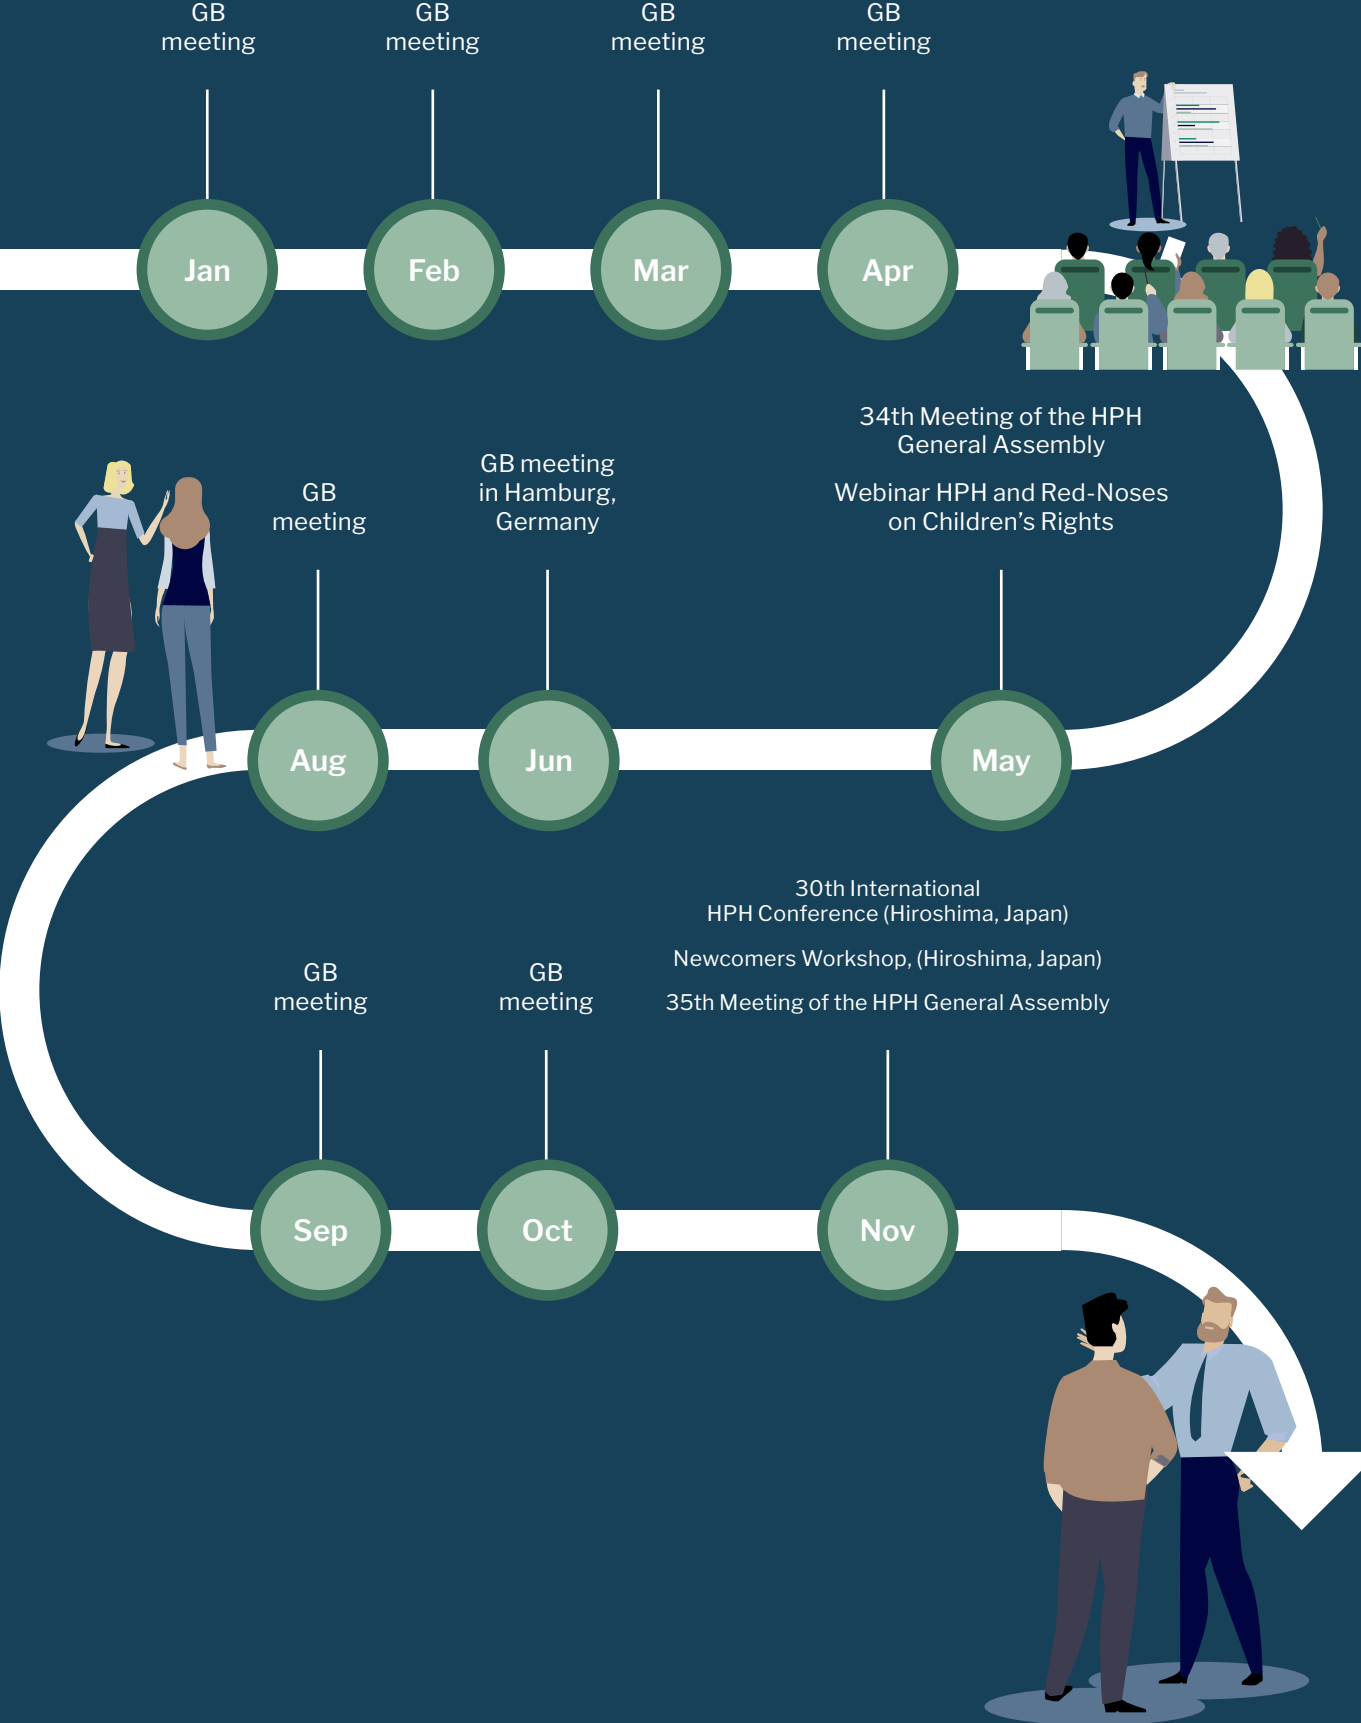 GB
meeting
GB
meeting
GB
meeting
GB
meeting
Jan
Feb
Mar
Apr
34th Meeting of the HPH
General Assembly
Webinar HPH and Red-Noses
on Children’s Rights
GB meeting
in Hamburg,
Germany
GB
meeting
May
Jun
Aug
GB
meeting
GB
meeting
30th International
HPH Conference (Hiroshima, Japan)
Newcomers Workshop, (Hiroshima, Japan)
35th Meeting of the HPH General Assembly
Sep
Oct
Nov